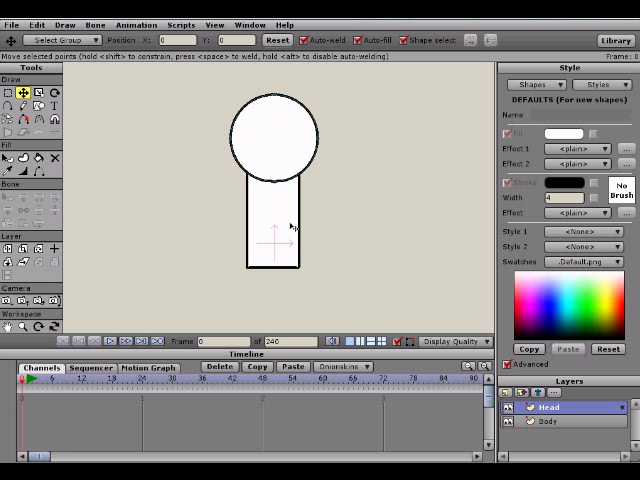 File Edit Draw Bone Animation Scripts View Window Help
Select Group Position X: 0 Y: 0 Reset Auto-weld Auto-fill Shape select Library
Move selected points (hold <shift> to constrain, press <space> to weld, hold <alt> to disable auto-welding) Frame: 0
Tools
Draw
Fill
Bone
Layer
Camera
Workspace
Style
Shapes Styles
DEFAULTS (For new shapes)
Name
Fill
Effect 1 <plain> ...
Effect 2 <plain> ...
Stroke
No Brush
Width 4
Effect <plain>
Style 1 <None>
Style 2 <None>
Swatches .Default.png
Copy Paste Reset
Advanced
Layers
Head
Body
Frame 0 of 240 Display Quality
Timeline
Channels Sequencer Motion Graph Delete Copy Paste Onionskins
6 12 18 24 30 36 42 48 54 60 66 72 78 84 90
0 1 2 3